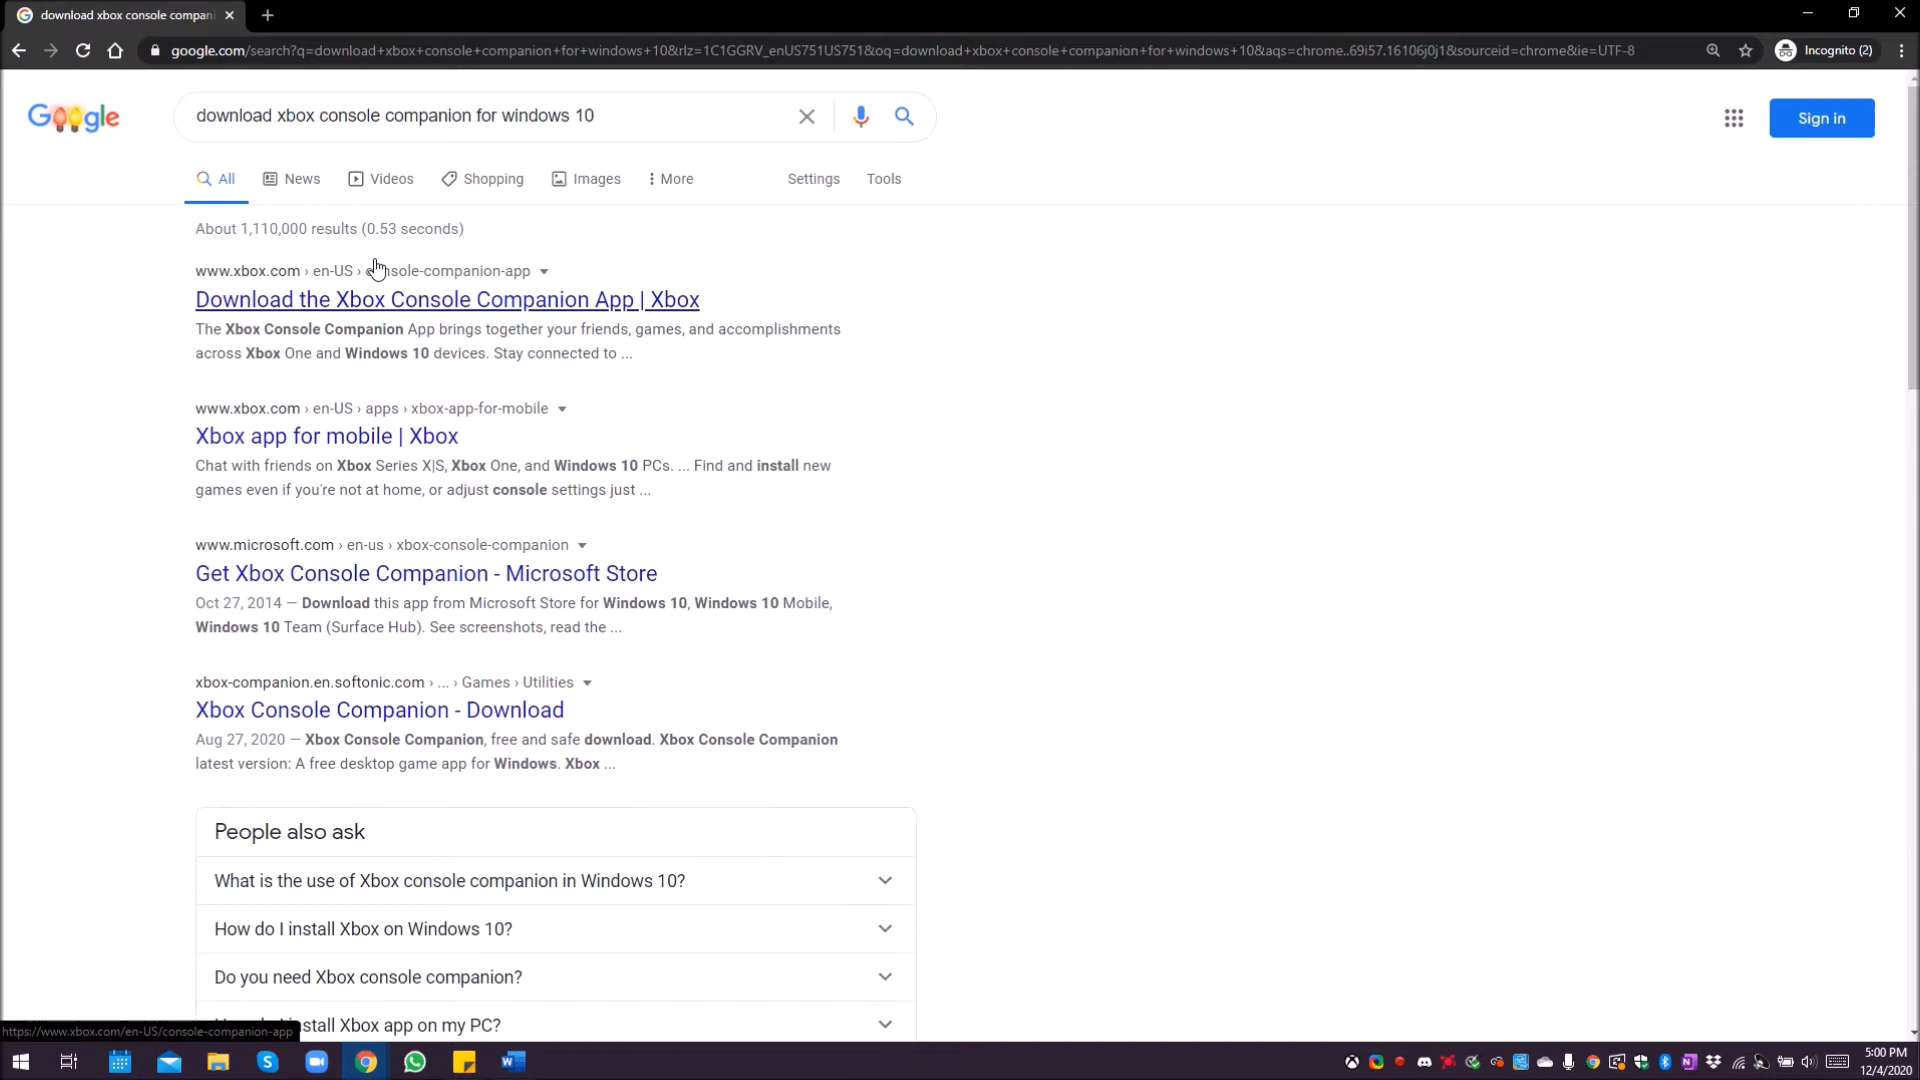 download xbox console compani
google.com/search?q=download+xbox+console+companion+for+windows+10&rlz=1C1GGRV_enUS751US751&oq=download+xbox+console+companion+for+windows+10&aqs=chrome..69i57.16106j0j1&sourceid=chrome&ie=UTF-8
Incognito (2)
Google
download xbox console companion for windows 10
Sign in
All News Videos Shopping Images More Settings Tools
About 1,110,000 results (0.53 seconds)
www.xbox.com › en-US › console-companion-app
Download the Xbox Console Companion App | Xbox
The Xbox Console Companion App brings together your friends, games, and accomplishments
across Xbox One and Windows 10 devices. Stay connected to ...
www.xbox.com › en-US › apps › xbox-app-for-mobile
Xbox app for mobile | Xbox
Chat with friends on Xbox Series X|S, Xbox One, and Windows 10 PCs. ... Find and install new
games even if you're not at home, or adjust console settings just ...
www.microsoft.com › en-us › xbox-console-companion
Get Xbox Console Companion - Microsoft Store
Oct 27, 2014 — Download this app from Microsoft Store for Windows 10, Windows 10 Mobile,
Windows 10 Team (Surface Hub). See screenshots, read the ...
xbox-companion.en.softonic.com › ... › Games › Utilities
Xbox Console Companion - Download
Aug 27, 2020 — Xbox Console Companion, free and safe download. Xbox Console Companion
latest version: A free desktop game app for Windows. Xbox ...
People also ask
What is the use of Xbox console companion in Windows 10?
How do I install Xbox on Windows 10?
Do you need Xbox console companion?
stall Xbox app on my PC?
https://www.xbox.com/en-US/console-companion-app
5:00 PM
12/4/2020